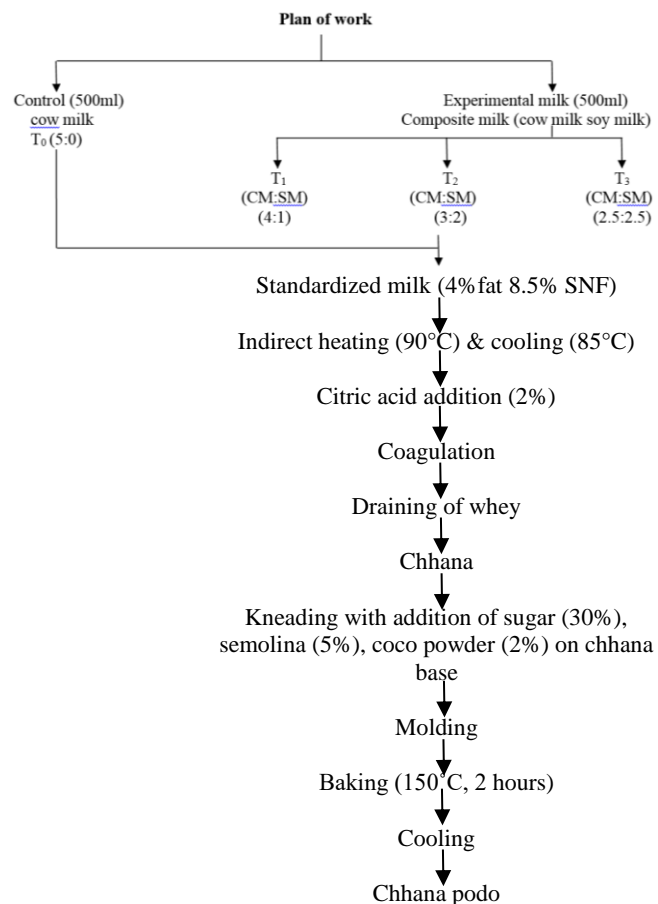 Plan of work
Control (500ml)
cow milk
T₀ (5:0)
Experimental milk (500ml)
Composite milk (cow milk soy milk)
T₁
(CM:SM)
(4:1)
T₂
(CM:SM)
(3:2)
T₃
(CM:SM)
(2.5:2.5)
Standardized milk (4%fat 8.5% SNF)
Indirect heating (90°C) & cooling (85°C)
Citric acid addition (2%)
Coagulation
Draining of whey
Chhana
Kneading with addition of sugar (30%),
semolina (5%), coco powder (2%) on chhana
base
Molding
Baking (150°C, 2 hours)
Cooling
Chhana podo